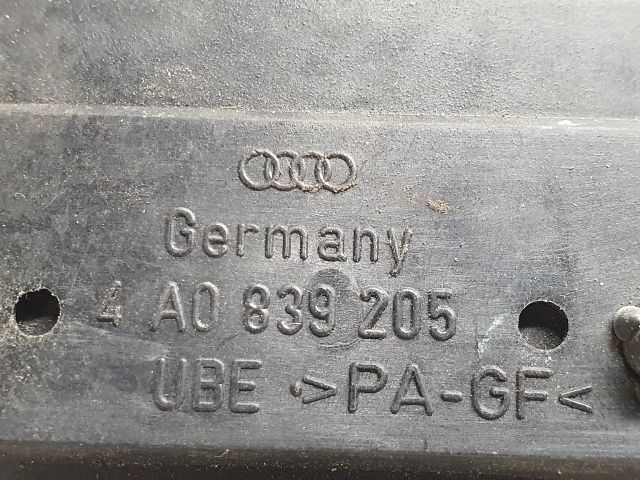 Germany
4 A0 839 205
UBE >PA-GF<